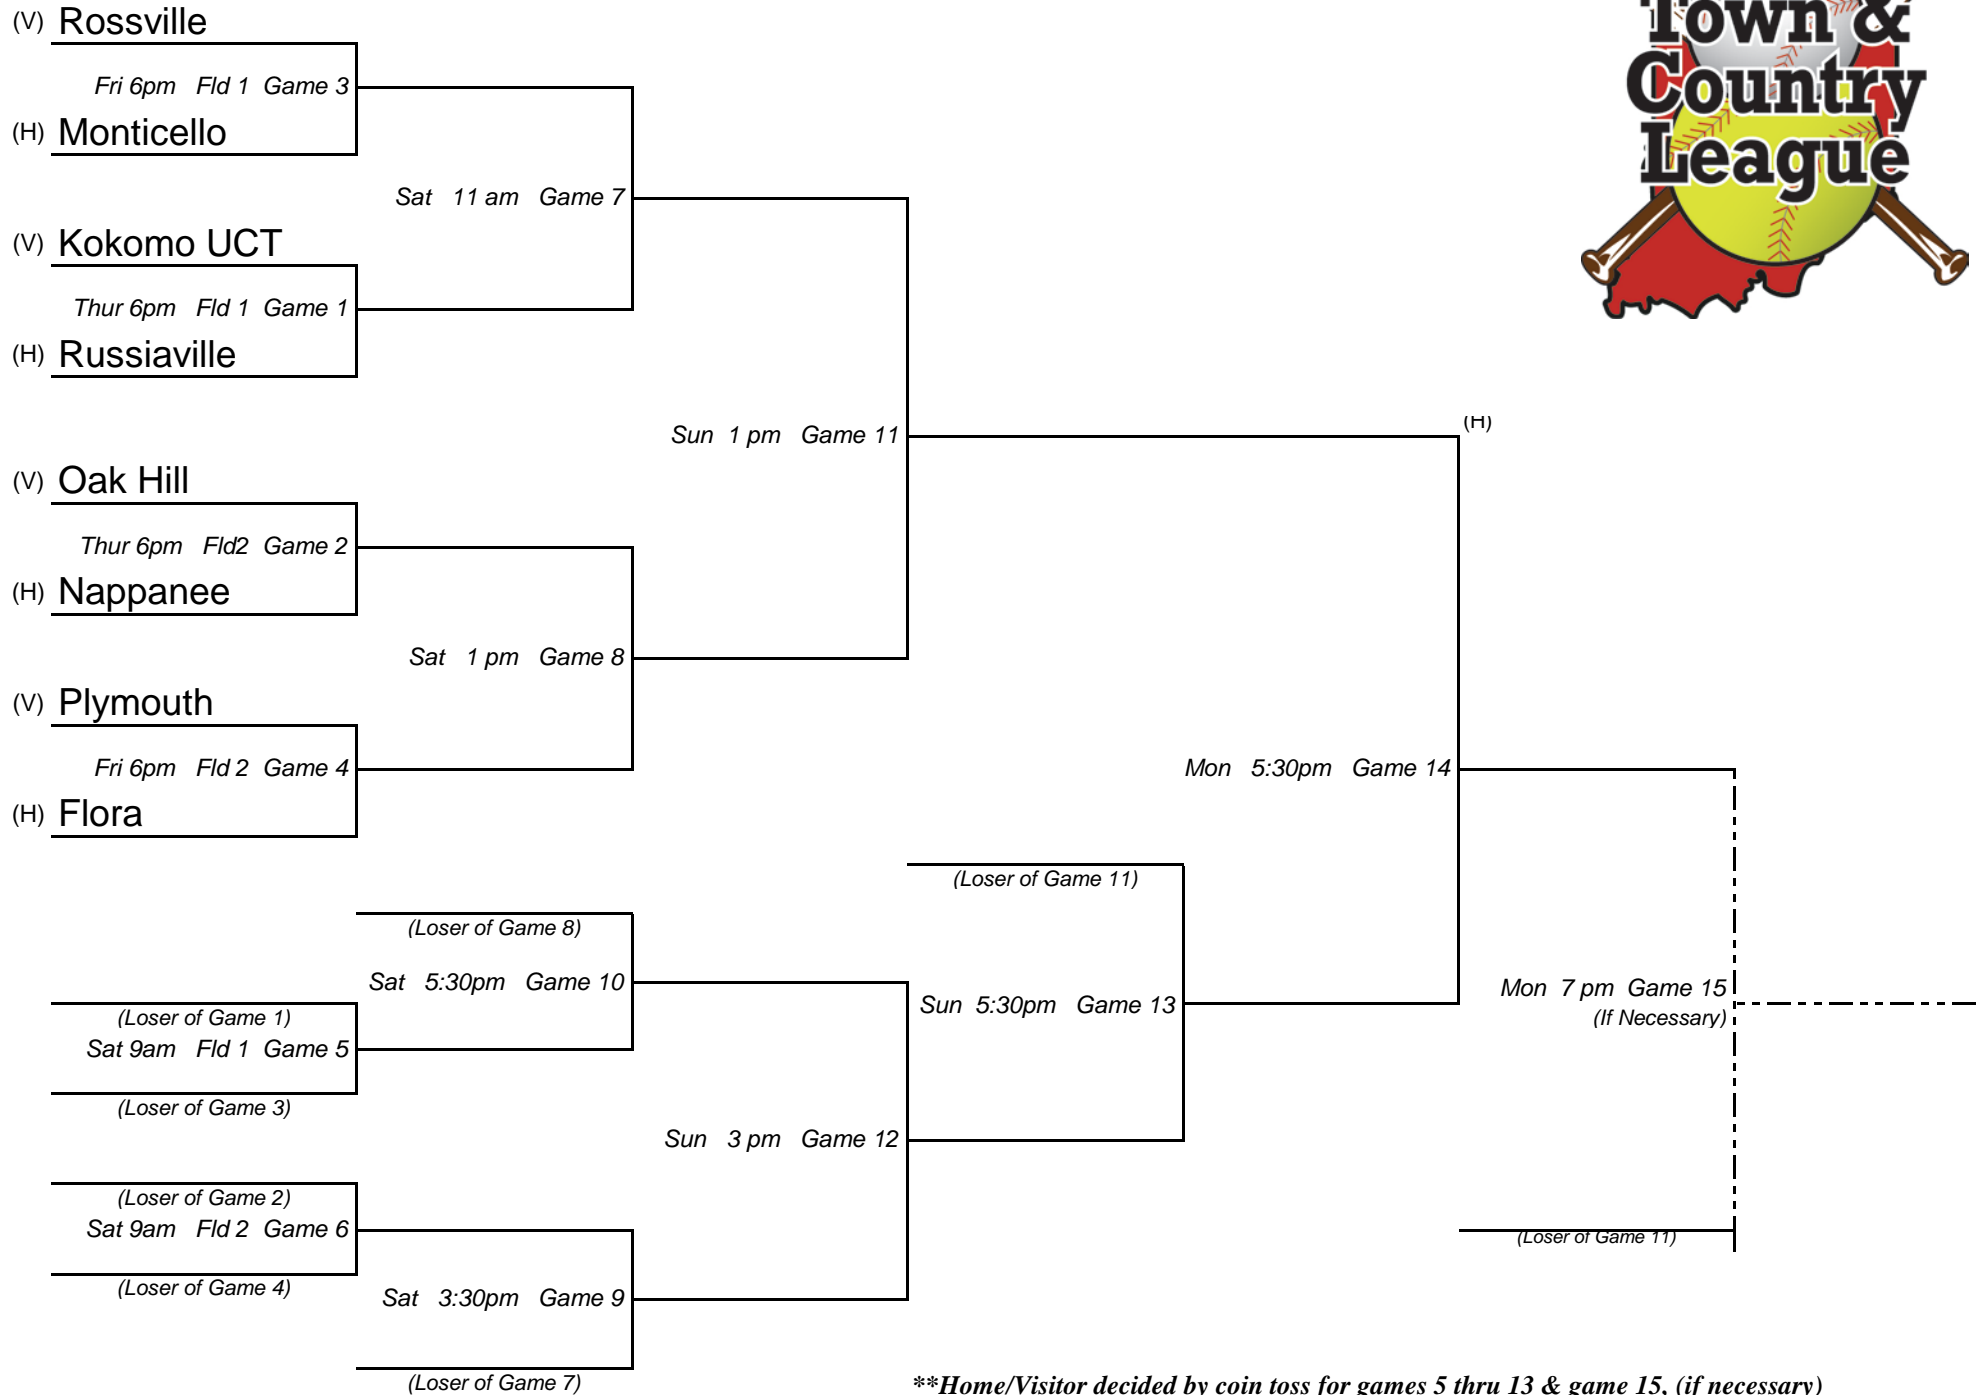 Town &
Country
League
(V) Rossville
Fri 6pm Fld 1 Game 3
(H) Monticello
Sat 11 am Game 7
(V) Kokomo UCT
Thur 6pm Fld 1 Game 1
(H) Russiaville
Sun 1 pm Game 11
(H)
(V) Oak Hill
Thur 6pm Fld2 Game 2
(H) Nappanee
Sat 1 pm Game 8
(V) Plymouth
Fri 6pm Fld 2 Game 4
(H) Flora
Mon 5:30pm Game 14
(Loser of Game 11)
(Loser of Game 8)
Sat 5:30pm Game 10
(Loser of Game 1)
Sat 9am Fld 1 Game 5
(Loser of Game 3)
Sun 5:30pm Game 13
Mon 7 pm Game 15
(If Necessary)
Sun 3 pm Game 12
(Loser of Game 2)
Sat 9am Fld 2 Game 6
(Loser of Game 4)
(Loser of Game 11)
Sat 3:30pm Game 9
(Loser of Game 7)
**Home/Visitor decided by coin toss for games 5 thru 13 & game 15, (if necessary)